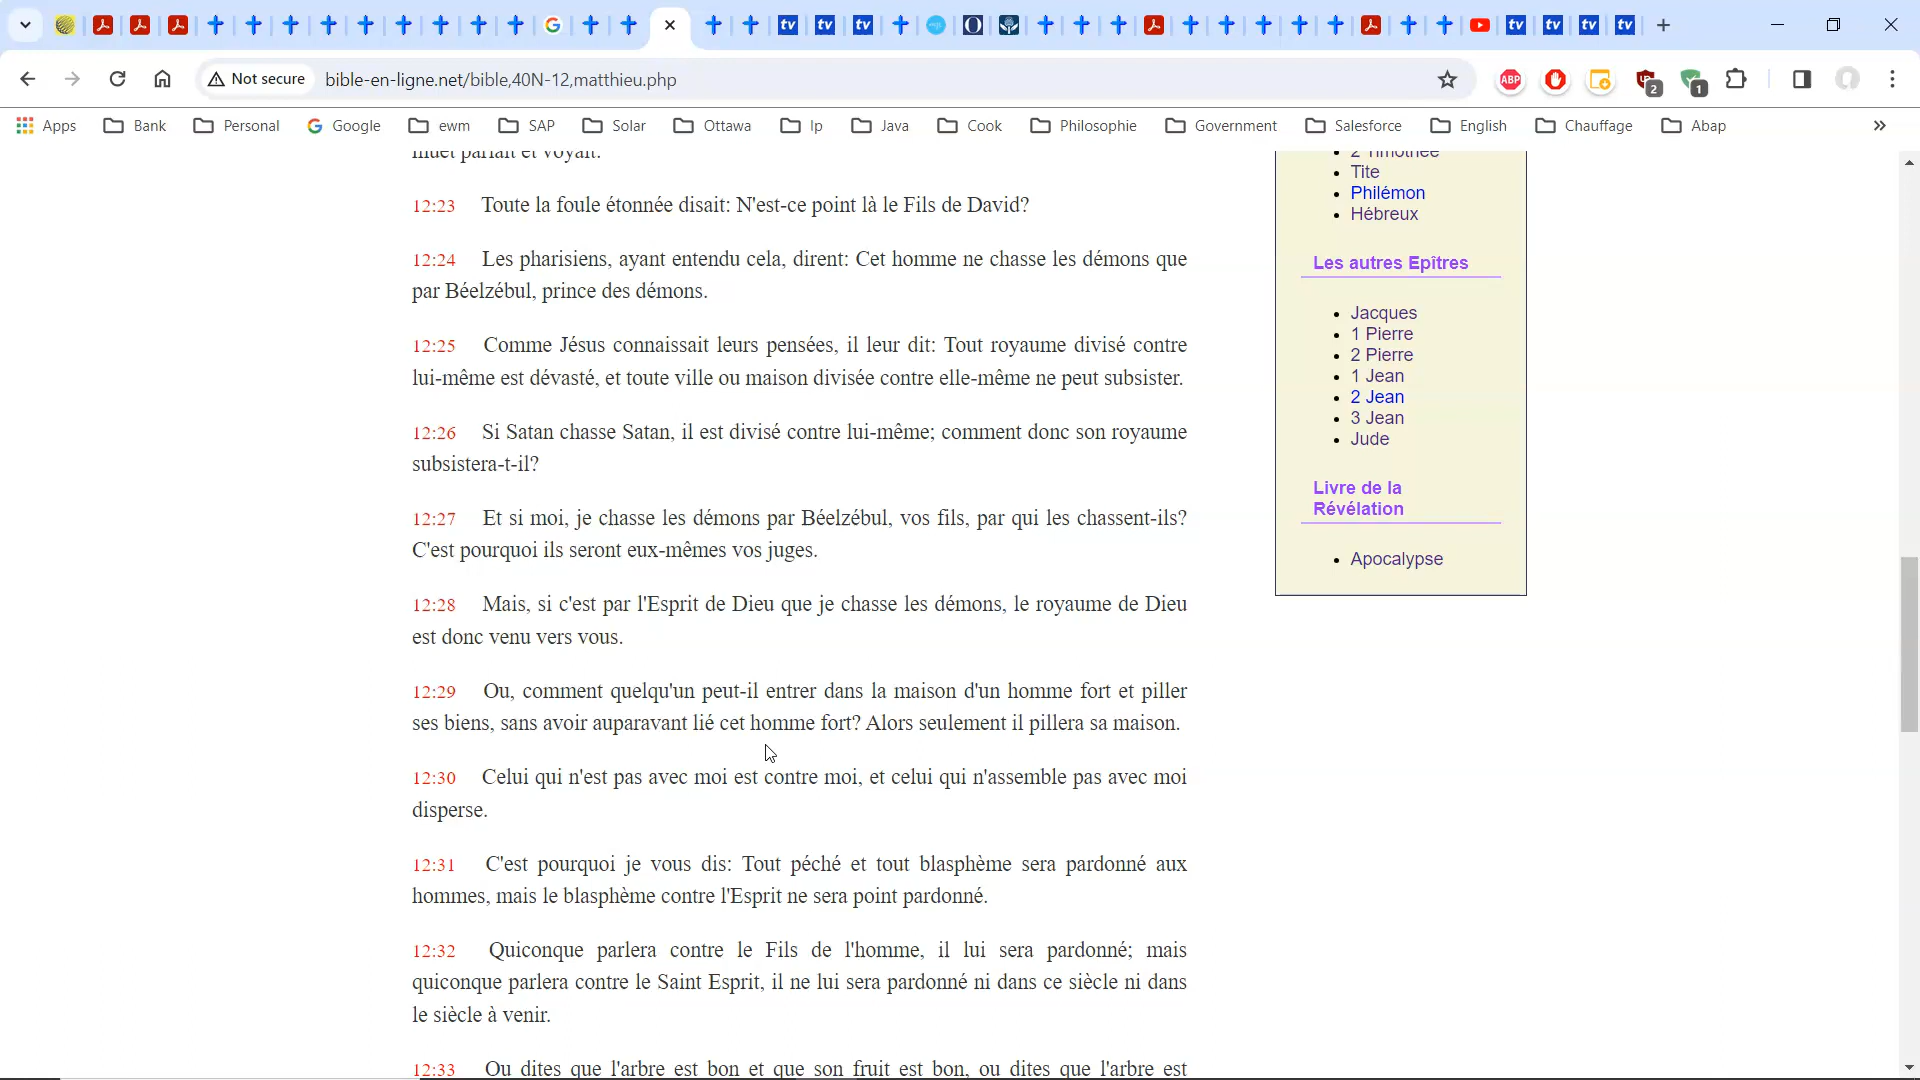 Not secure
bible-en-ligne.net/bible,40N-12,matthieu.php
2
1
Apps
Bank
Personal
Google
ewm
SAP
Solar
Ottawa
Ip
Java
Cook
Philosophie
Government
Salesforce
English
Chauffage
Abap
muet parlait et voyait.
12:23 Toute la foule étonnée disait: N'est-ce point là le Fils de David?
12:24 Les pharisiens, ayant entendu cela, dirent: Cet homme ne chasse les démons que
par Béelzébul, prince des démons.
12:25 Comme Jésus connaissait leurs pensées, il leur dit: Tout royaume divisé contre
lui-même est dévasté, et toute ville ou maison divisée contre elle-même ne peut subsister.
12:26 Si Satan chasse Satan, il est divisé contre lui-même; comment donc son royaume
subsistera-t-il?
12:27 Et si moi, je chasse les démons par Béelzébul, vos fils, par qui les chassent-ils?
C'est pourquoi ils seront eux-mêmes vos juges.
12:28 Mais, si c'est par l'Esprit de Dieu que je chasse les démons, le royaume de Dieu
est donc venu vers vous.
12:29 Ou, comment quelqu'un peut-il entrer dans la maison d'un homme fort et piller
ses biens, sans avoir auparavant lié cet homme fort? Alors seulement il pillera sa maison.
12:30 Celui qui n'est pas avec moi est contre moi, et celui qui n'assemble pas avec moi
disperse.
12:31 C'est pourquoi je vous dis: Tout péché et tout blasphème sera pardonné aux
hommes, mais le blasphème contre l'Esprit ne sera point pardonné.
12:32 Quiconque parlera contre le Fils de l'homme, il lui sera pardonné; mais
quiconque parlera contre le Saint Esprit, il ne lui sera pardonné ni dans ce siècle ni dans
le siècle à venir.
12:33 Ou dites que l'arbre est bon et que son fruit est bon, ou dites que l'arbre est
2 Timothée
Tite
Philémon
Hébreux
Les autres Epîtres
Jacques
1 Pierre
2 Pierre
1 Jean
2 Jean
3 Jean
Jude
Livre de la
Révélation
Apocalypse